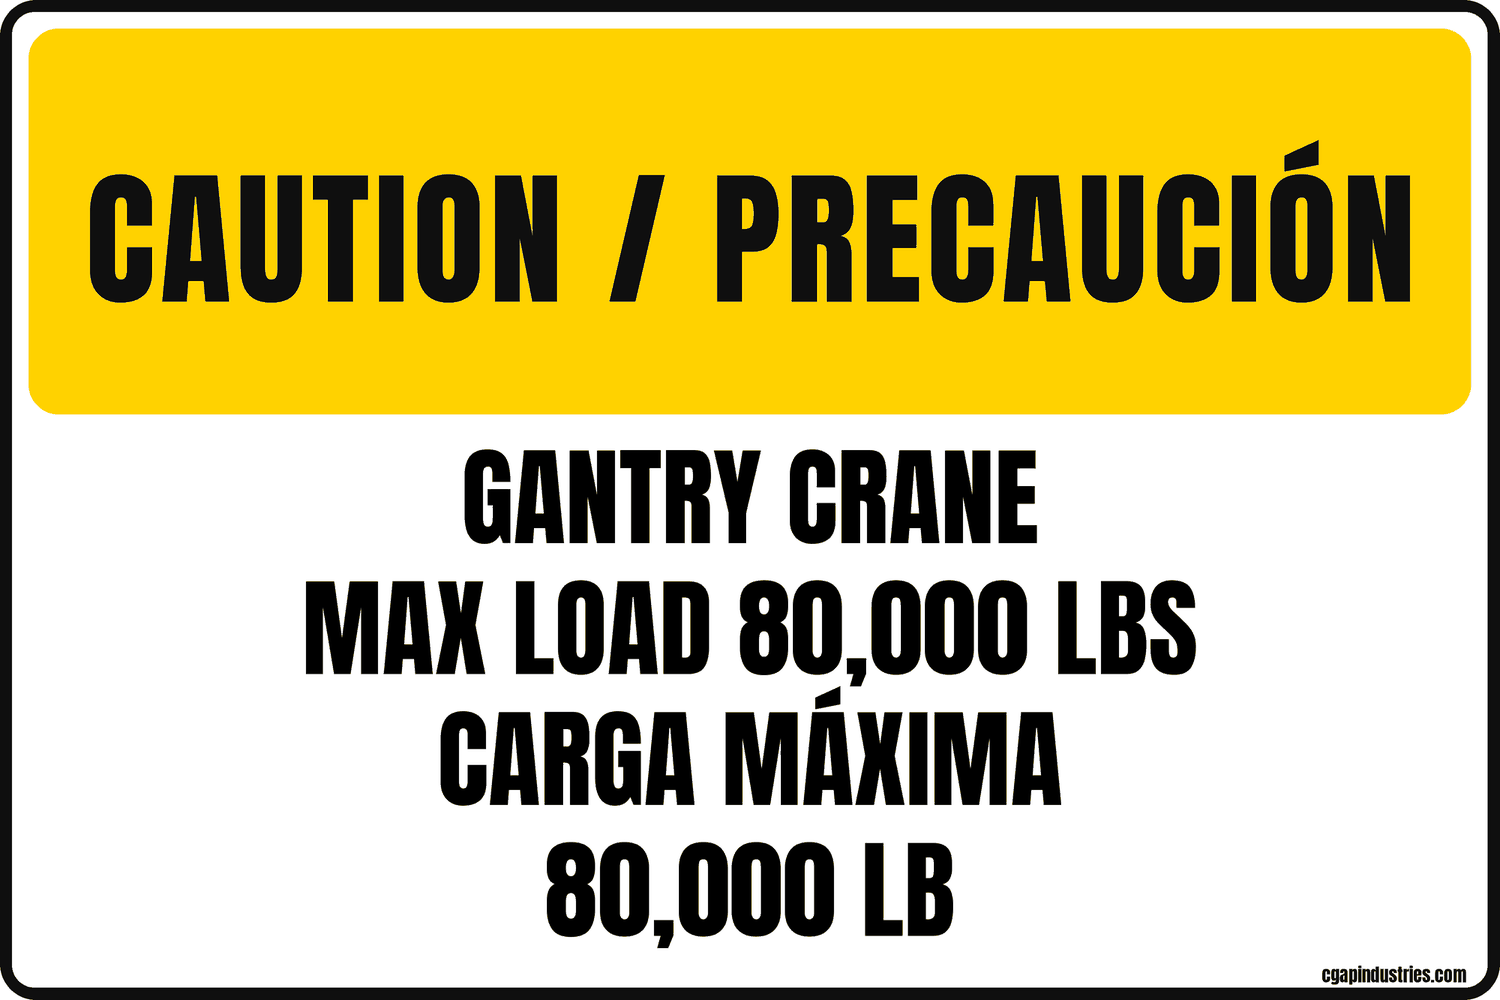 CAUTION / PRECAUCIÓN
GANTRY CRANE
MAX LOAD 80,000 LBS
CARGA MÁXIMA
80,000 LB
cgapindustries.com